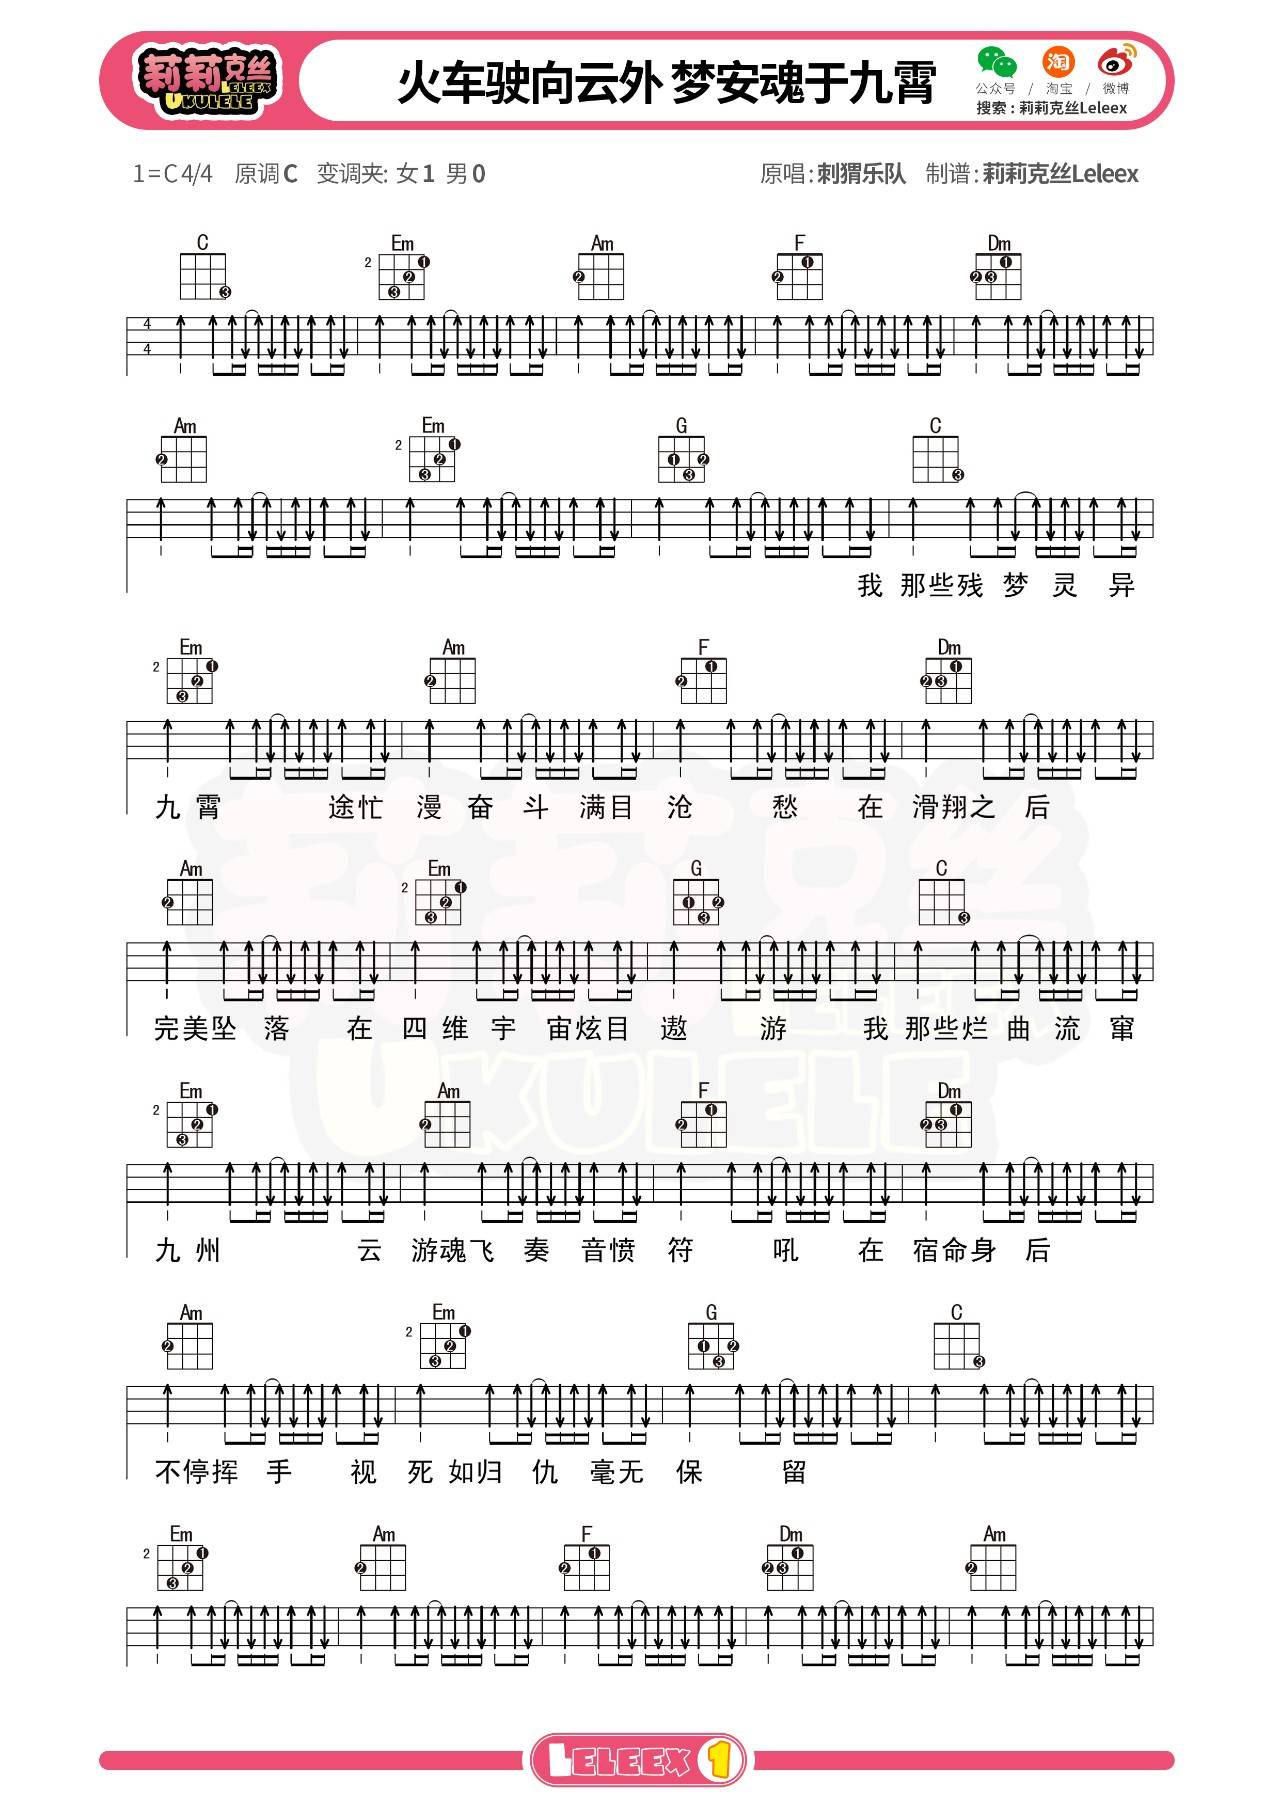 莉莉克丝 LELEEX UKULELE
火车驶向云外 梦安魂于九霄
公众号 / 淘宝 / 微博
搜索：莉莉克丝Leleex
1=C 4/4 原调C 变调夹: 女1 男0 原唱:刺猬乐队 制谱:莉莉克丝Leleex
C Em Am F Dm
Am Em G C
我 那些残 梦 灵 异
Em Am F Dm
九 霄 途忙 漫 奋 斗 满目 沧 愁 在 滑翔之 后
Am Em G C
完美坠 落 在 四 维 宇 宙炫目 遨 游 我 那些烂 曲 流 窜
Em Am F Dm
九 州 云 游魂飞 奏 音愤 符 吼 在 宿命身 后
Am Em G C
不停挥 手 视 死 如归 仇 毫无 保 留
Em Am F Dm Am
LELEEX 1